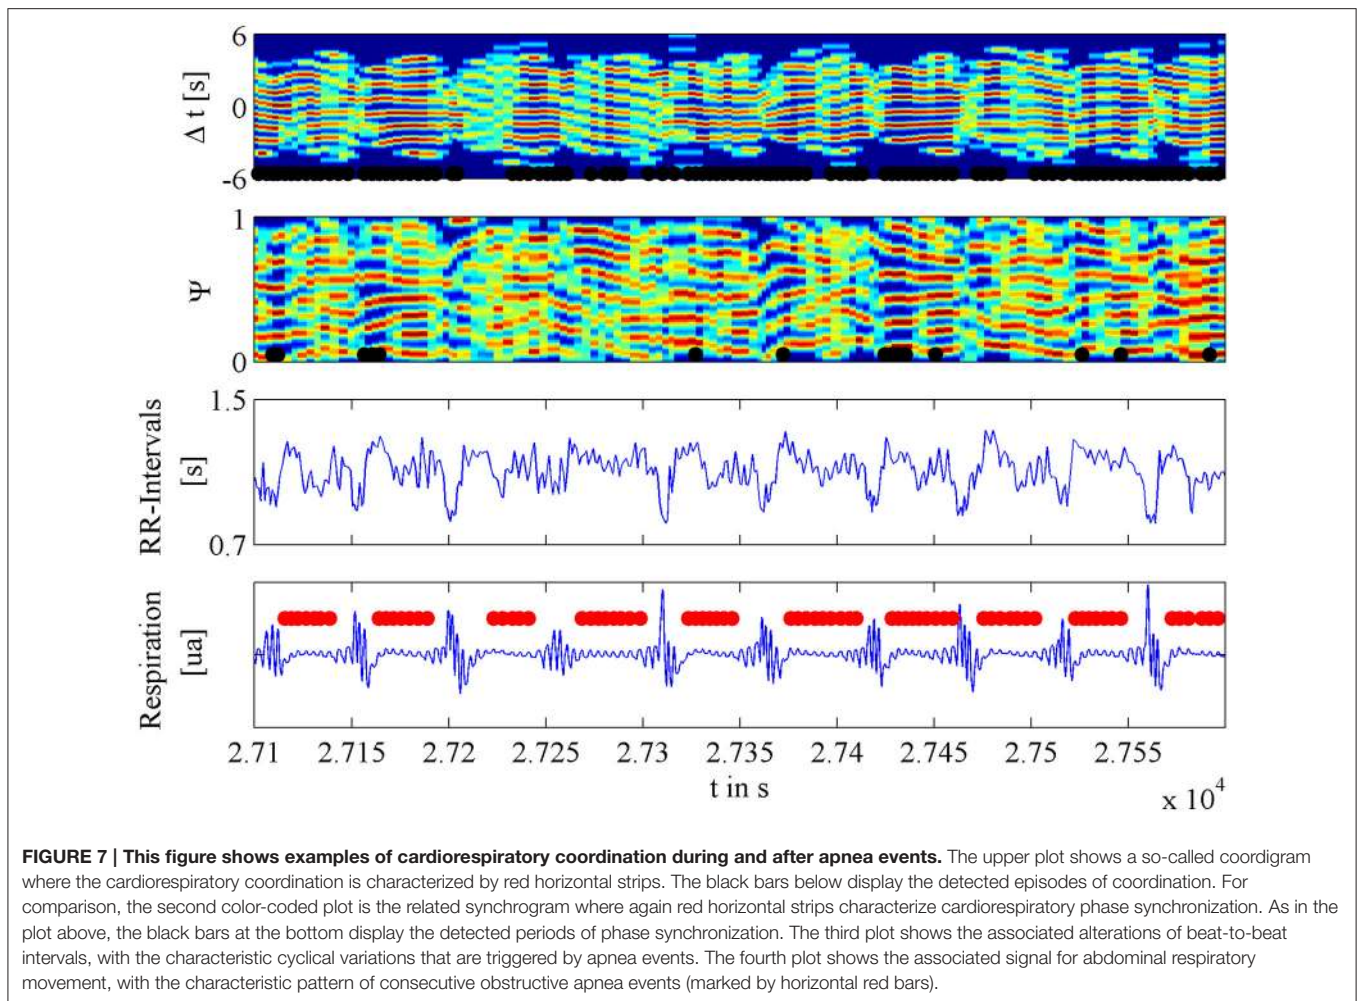 6
0
-6
Δ t [s]
1
0
Ψ
1.5
0.7
RR-Intervals
[s]
Respiration
[ua]
2.71 2.715 2.72 2.725 2.73 2.735 2.74 2.745 2.75 2.755
t in s
x 10⁴
FIGURE 7 | This figure shows examples of cardiorespiratory coordination during and after apnea events. The upper plot shows a so-called coordigram
where the cardiorespiratory coordination is characterized by red horizontal strips. The black bars below display the detected episodes of coordination. For
comparison, the second color-coded plot is the related synchrogram where again red horizontal strips characterize cardiorespiratory phase synchronization. As in the
plot above, the black bars at the bottom display the detected periods of phase synchronization. The third plot shows the associated alterations of beat-to-beat
intervals, with the characteristic cyclical variations that are triggered by apnea events. The fourth plot shows the associated signal for abdominal respiratory
movement, with the characteristic pattern of consecutive obstructive apnea events (marked by horizontal red bars).